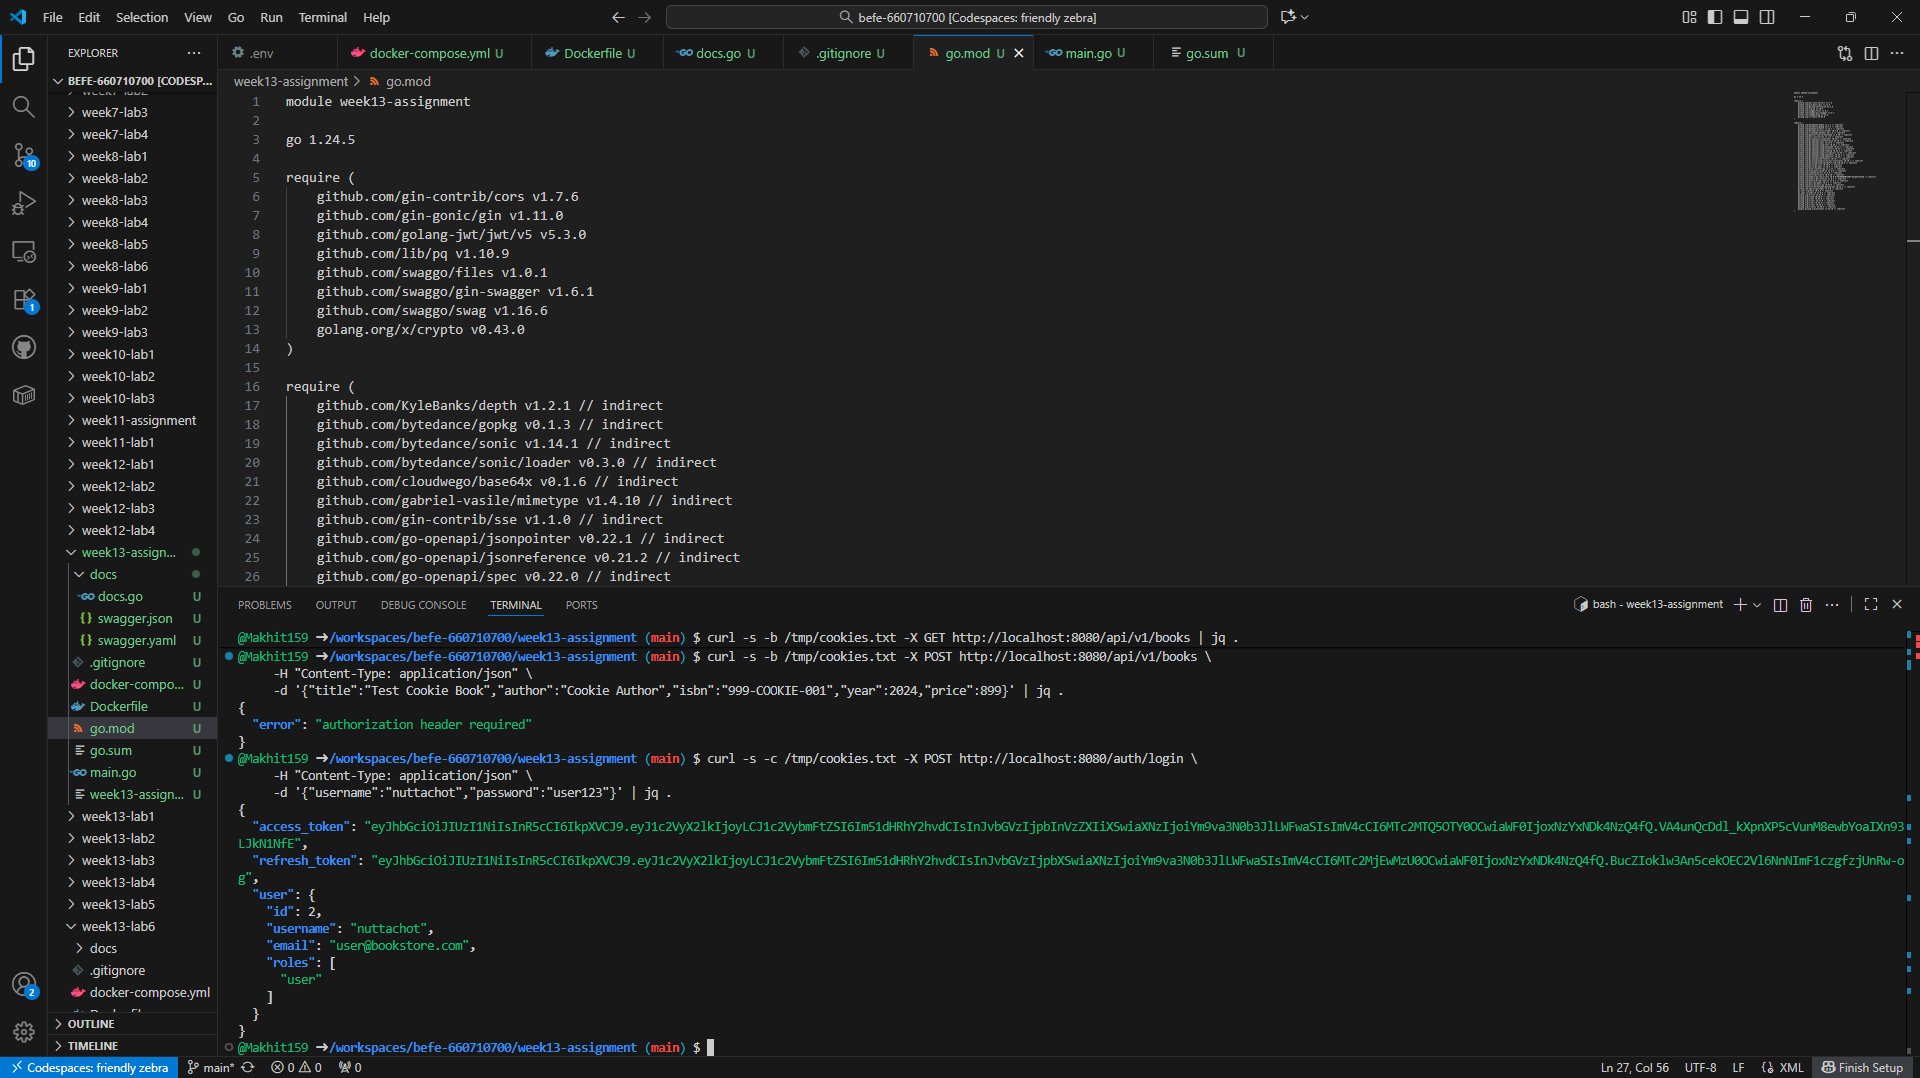 File Edit Selection View Go Run Terminal Help
befe-660710700 [Codespaces: friendly zebra]
EXPLORER
.env
docker-compose.yml U
Dockerfile U
docs.go U
.gitignore U
go.mod U
main.go U
go.sum U
BEFE-660710700 [CODESP...
week7-lab2
week7-lab3
week7-lab4
week8-lab1
week8-lab2
week8-lab3
week8-lab4
week8-lab5
week8-lab6
week9-lab1
week9-lab2
week9-lab3
week10-lab1
week10-lab2
week10-lab3
week11-assignment
week11-lab1
week12-lab1
week12-lab2
week12-lab3
week12-lab4
week13-assign...
docs
docs.go U
swagger.json U
swagger.yaml U
.gitignore U
docker-compo... U
Dockerfile U
go.mod U
go.sum U
main.go U
week13-assign... U
week13-lab1
week13-lab2
week13-lab3
week13-lab4
week13-lab5
week13-lab6
docs
.gitignore
docker-compose.yml
OUTLINE
TIMELINE
10
1
2
week13-assignment > go.mod
1 module week13-assignment
2
3 go 1.24.5
4
5 require (
6 github.com/gin-contrib/cors v1.7.6
7 github.com/gin-gonic/gin v1.11.0
8 github.com/golang-jwt/jwt/v5 v5.3.0
9 github.com/lib/pq v1.10.9
10 github.com/swaggo/files v1.0.1
11 github.com/swaggo/gin-swagger v1.6.1
12 github.com/swaggo/swag v1.16.6
13 golang.org/x/crypto v0.43.0
14 )
15
16 require (
17 github.com/KyleBanks/depth v1.2.1 // indirect
18 github.com/bytedance/gopkg v0.1.3 // indirect
19 github.com/bytedance/sonic v1.14.1 // indirect
20 github.com/bytedance/sonic/loader v0.3.0 // indirect
21 github.com/cloudwego/base64x v0.1.6 // indirect
22 github.com/gabriel-vasile/mimetype v1.4.10 // indirect
23 github.com/gin-contrib/sse v1.1.0 // indirect
24 github.com/go-openapi/jsonpointer v0.22.1 // indirect
25 github.com/go-openapi/jsonreference v0.21.2 // indirect
26 github.com/go-openapi/spec v0.22.0 // indirect
PROBLEMS OUTPUT DEBUG CONSOLE TERMINAL PORTS
bash - week13-assignment
@Makhit159 ➜/workspaces/befe-660710700/week13-assignment (main) $ curl -s -b /tmp/cookies.txt -X GET http://localhost:8080/api/v1/books | jq .
@Makhit159 ➜/workspaces/befe-660710700/week13-assignment (main) $ curl -s -b /tmp/cookies.txt -X POST http://localhost:8080/api/v1/books \
-H "Content-Type: application/json" \
-d '{"title":"Test Cookie Book","author":"Cookie Author","isbn":"999-COOKIE-001","year":2024,"price":899}' | jq .
{
"error": "authorization header required"
}
@Makhit159 ➜/workspaces/befe-660710700/week13-assignment (main) $ curl -s -c /tmp/cookies.txt -X POST http://localhost:8080/auth/login \
-H "Content-Type: application/json" \
-d '{"username":"nuttachot","password":"user123"}' | jq .
{
"access_token":
"refresh_token":
"user": {
"id": 2,
"username": "nuttachot",
"email": "user@bookstore.com",
"roles": [
"user"
]
}
}
@Makhit159 ➜/workspaces/befe-660710700/week13-assignment (main) $
Codespaces: friendly zebra main* 0 0 0 Ln 27, Col 56 UTF-8 LF XML Finish Setup